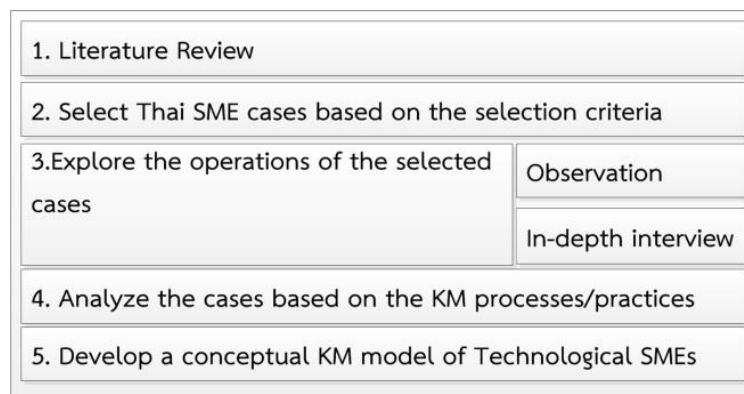 1. Literature Review
2. Select Thai SME cases based on the selection criteria
3.Explore the operations of the selected
cases
Observation
In-depth interview
4. Analyze the cases based on the KM processes/practices
5. Develop a conceptual KM model of Technological SMEs